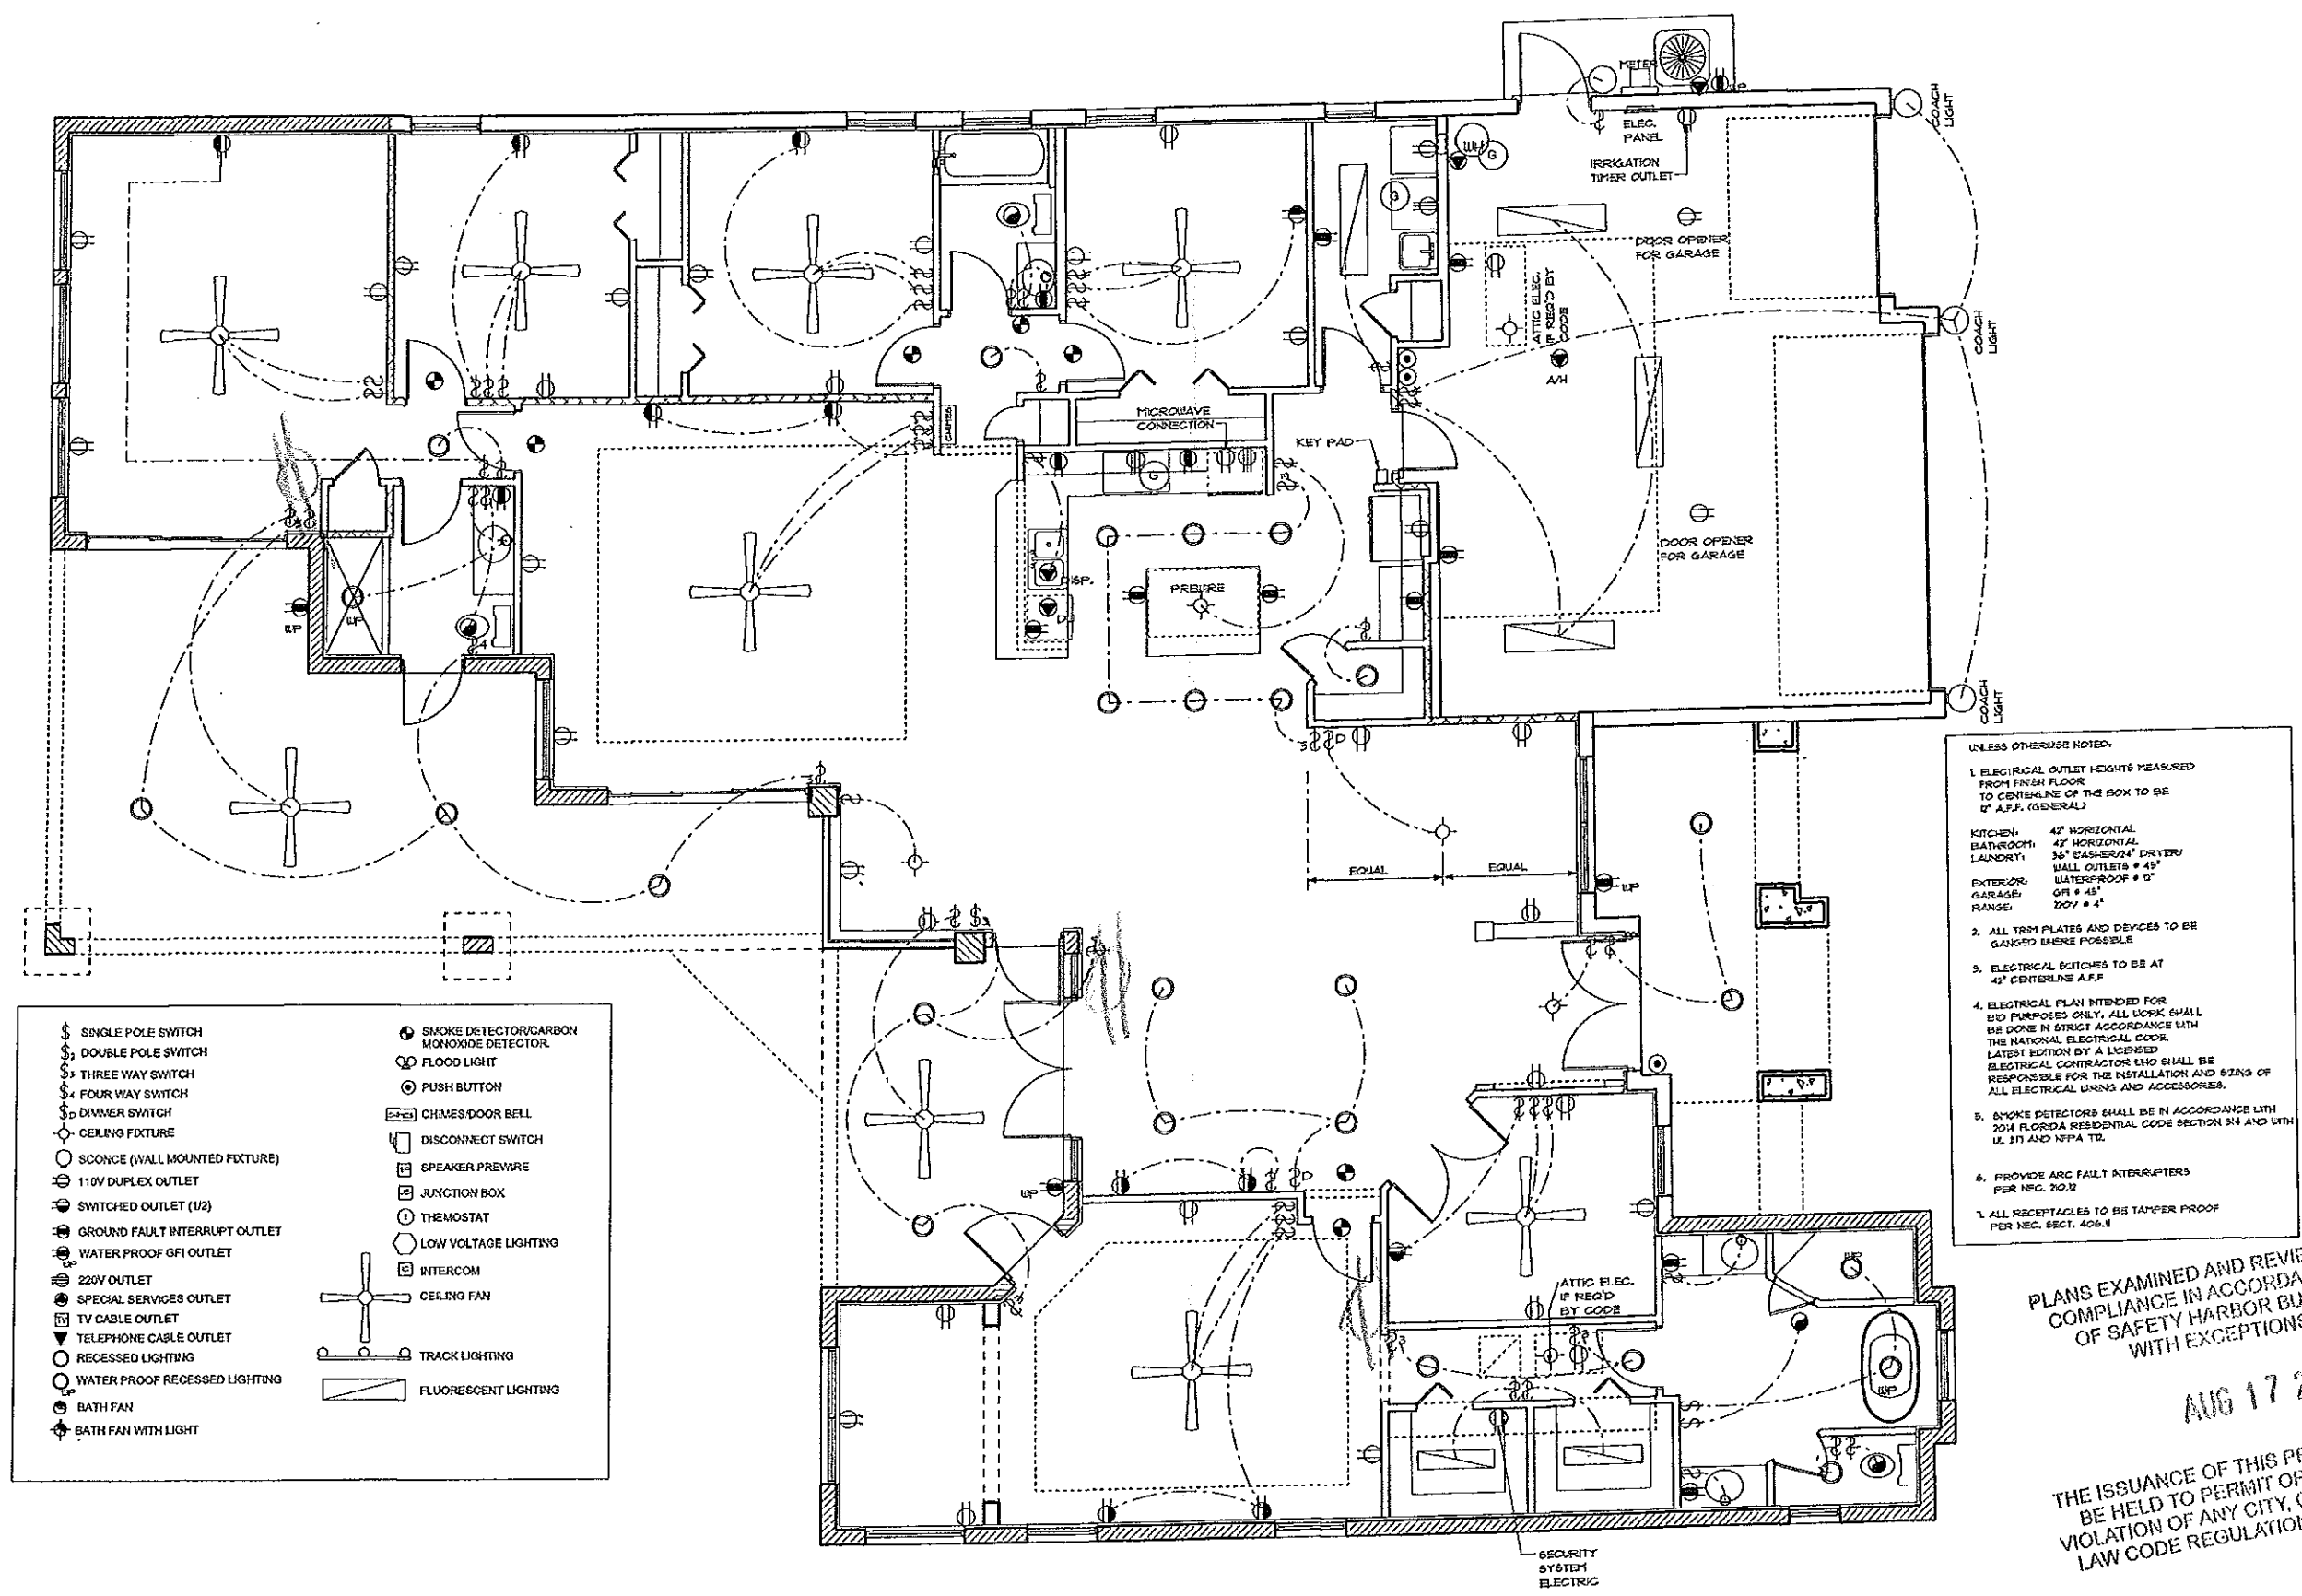 METER
WP
COACH
LIGHT
ELEC.
PANEL
IRRIGATION
TIMER OUTLET
WH
G
G
DOOR OPENER
FOR GARAGE
ATTIC ELEC.
IF REQ'D BY
CODE
A/H
COACH
LIGHT
CHIMES
MICROWAVE
CONNECTION
KEY PAD
G
DISP.
PREWIRE
DOOR OPENER
FOR GARAGE
WP
WP
COACH
LIGHT
EQUAL
EQUAL
WP
WP
ATTIC ELEC.
IF REQ'D
BY CODE
WP
WP
SECURITY
SYSTEM
ELECTRIC
SINGLE POLE SWITCH
DOUBLE POLE SWITCH
THREE WAY SWITCH
FOUR WAY SWITCH
DIMMER SWITCH
CEILING FIXTURE
SCONCE (WALL MOUNTED FIXTURE)
110V DUPLEX OUTLET
SWITCHED OUTLET (1/2)
GROUND FAULT INTERRUPT OUTLET
WATER PROOF GFI OUTLET
WP
220V OUTLET
SPECIAL SERVICES OUTLET
TV CABLE OUTLET
TELEPHONE CABLE OUTLET
RECESSED LIGHTING
WATER PROOF RECESSED LIGHTING
WP
BATH FAN
BATH FAN WITH LIGHT
SMOKE DETECTOR/CARBON
MONOXIDE DETECTOR
FLOOD LIGHT
PUSH BUTTON
CHIMES/DOOR BELL
DISCONNECT SWITCH
SPEAKER PREWIRE
JUNCTION BOX
THEMOSTAT
LOW VOLTAGE LIGHTING
INTERCOM
CEILING FAN
TRACK LIGHTING
FLUORESCENT LIGHTING
UNLESS OTHERWISE NOTED:
1. ELECTRICAL OUTLET HEIGHTS MEASURED
FROM FINISH FLOOR
TO CENTERLINE OF THE BOX TO BE
12" A.F.F. (GENERAL)
KITCHEN: 42" HORIZONTAL
BATHROOM: 42" HORIZONTAL
LAUNDRY: 36" WASHER/24" DRYER/
WALL OUTLETS @ 45"
EXTERIOR: WATERPROOF @ 12"
GARAGE: GFI @ 45"
RANGE: 220V @ 4"
2. ALL TRIM PLATES AND DEVICES TO BE
GANGED WHERE POSSIBLE
3. ELECTRICAL SWITCHES TO BE AT
42" CENTERLINE A.F.F
4. ELECTRICAL PLAN INTENDED FOR
BID PURPOSES ONLY. ALL WORK SHALL
BE DONE IN STRICT ACCORDANCE WITH
THE NATIONAL ELECTRICAL CODE,
LATEST EDITION BY A LICENSED
ELECTRICAL CONTRACTOR WHO SHALL BE
RESPONSIBLE FOR THE INSTALLATION AND SIZING OF
ALL ELECTRICAL WIRING AND ACCESSORIES.
5. SMOKE DETECTORS SHALL BE IN ACCORDANCE WITH
2014 FLORIDA RESIDENTIAL CODE SECTION 314 AND WITH
UL 217 AND NFPA 72.
6. PROVIDE ARC FAULT INTERRUPTERS
PER NEC. 210.12
7. ALL RECEPTACLES TO BE TAMPER PROOF
PER NEC. SECT. 406.11
PLANS EXAMINED AND REVIE
COMPLIANCE IN ACCORDA
OF SAFETY HARBOR BU
WITH EXCEPTIONS
AUG 17 2
THE ISSUANCE OF THIS PE
BE HELD TO PERMIT OR
VIOLATION OF ANY CITY, C
LAW CODE REGULATION